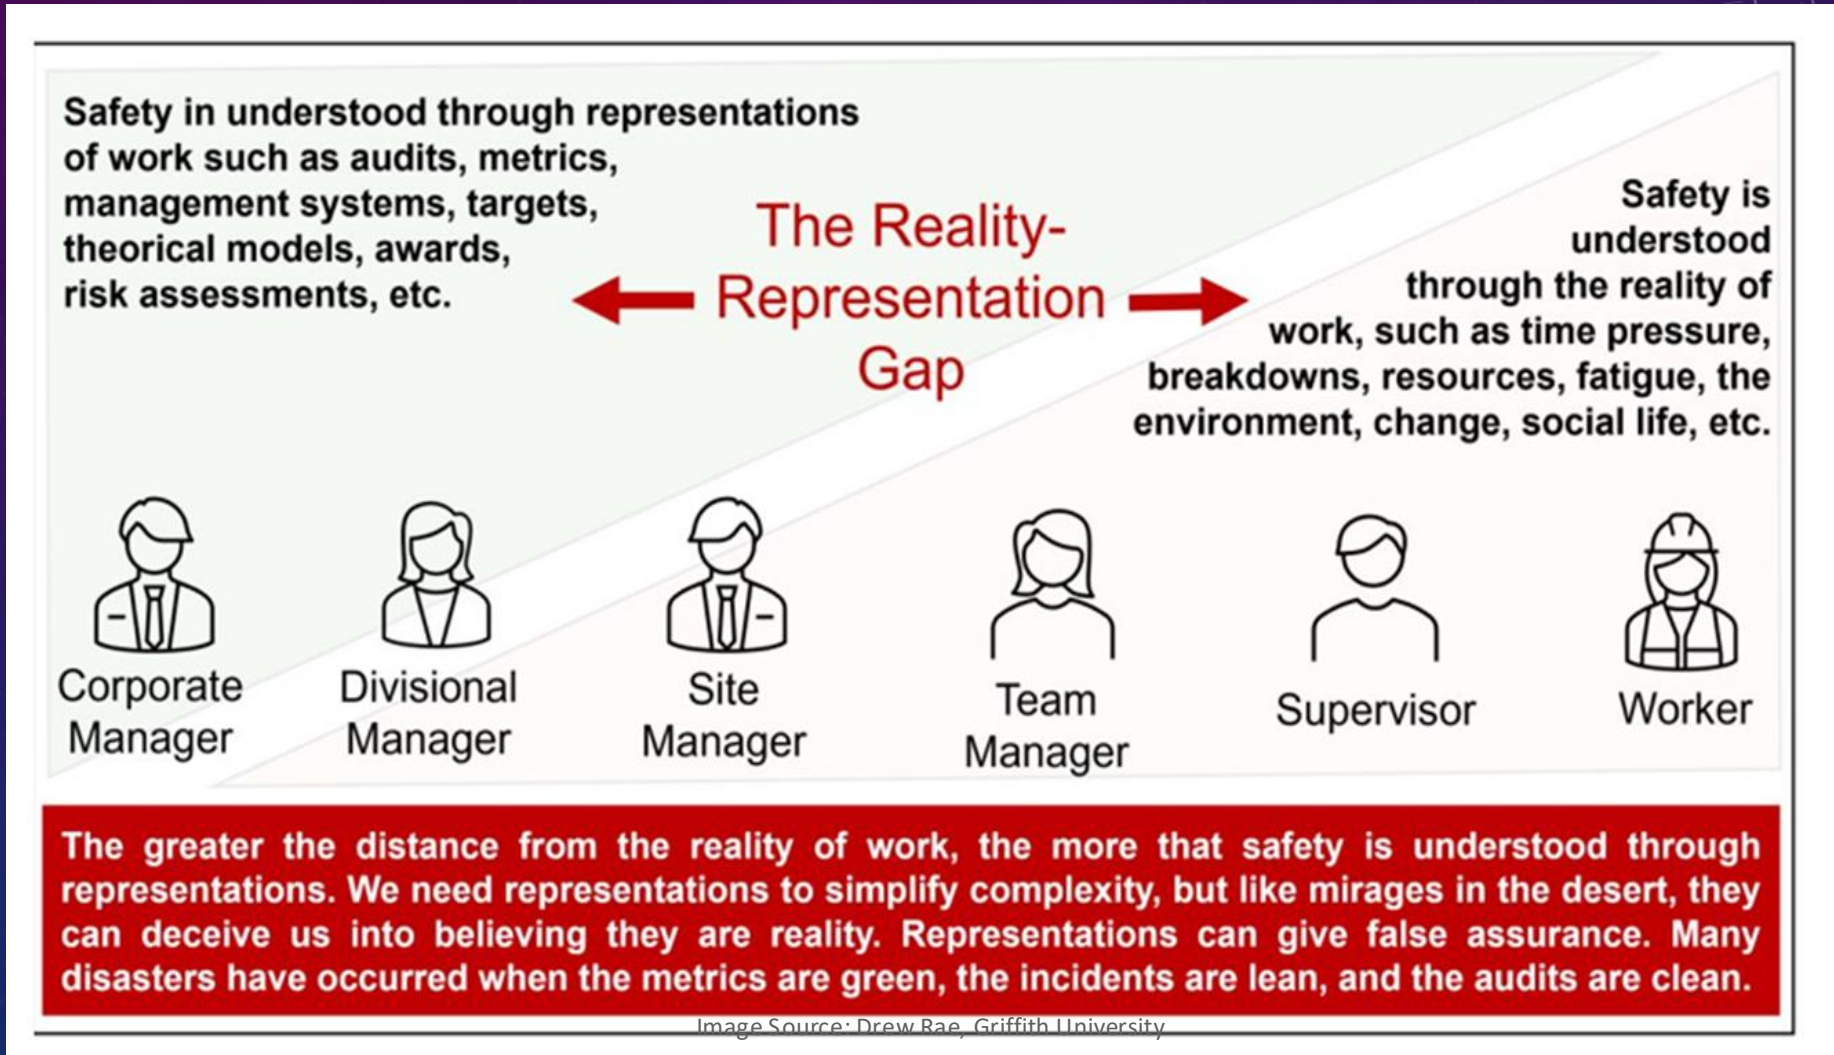 Safety in understood through representations
of work such as audits, metrics,
management systems, targets,
theorical models, awards,
risk assessments, etc.
The Reality-
Representation
Gap
Safety is
understood
through the reality of
work, such as time pressure,
breakdowns, resources, fatigue, the
environment, change, social life, etc.
Corporate
Manager
Divisional
Manager
Site
Manager
Team
Manager
Supervisor
Worker
The greater the distance from the reality of work, the more that safety is understood through
representations. We need representations to simplify complexity, but like mirages in the desert, they
can deceive us into believing they are reality. Representations can give false assurance. Many
disasters have occurred when the metrics are green, the incidents are lean, and the audits are clean.
Image Source: Drew Rae, Griffith University